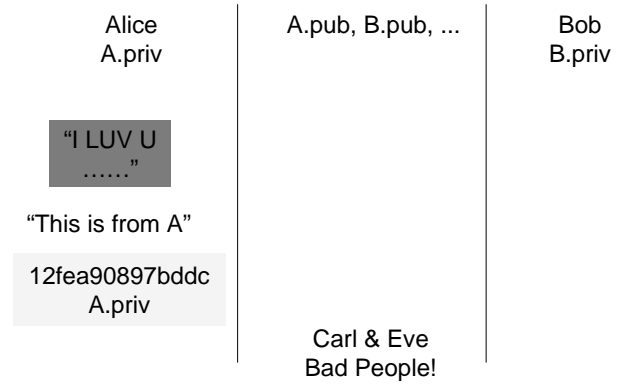 Alice
A.priv
A.pub, B.pub, ...
Bob
B.priv
“I LUV U
……”
“This is from A”
12fea90897bddc
A.priv
Carl & Eve
Bad People!